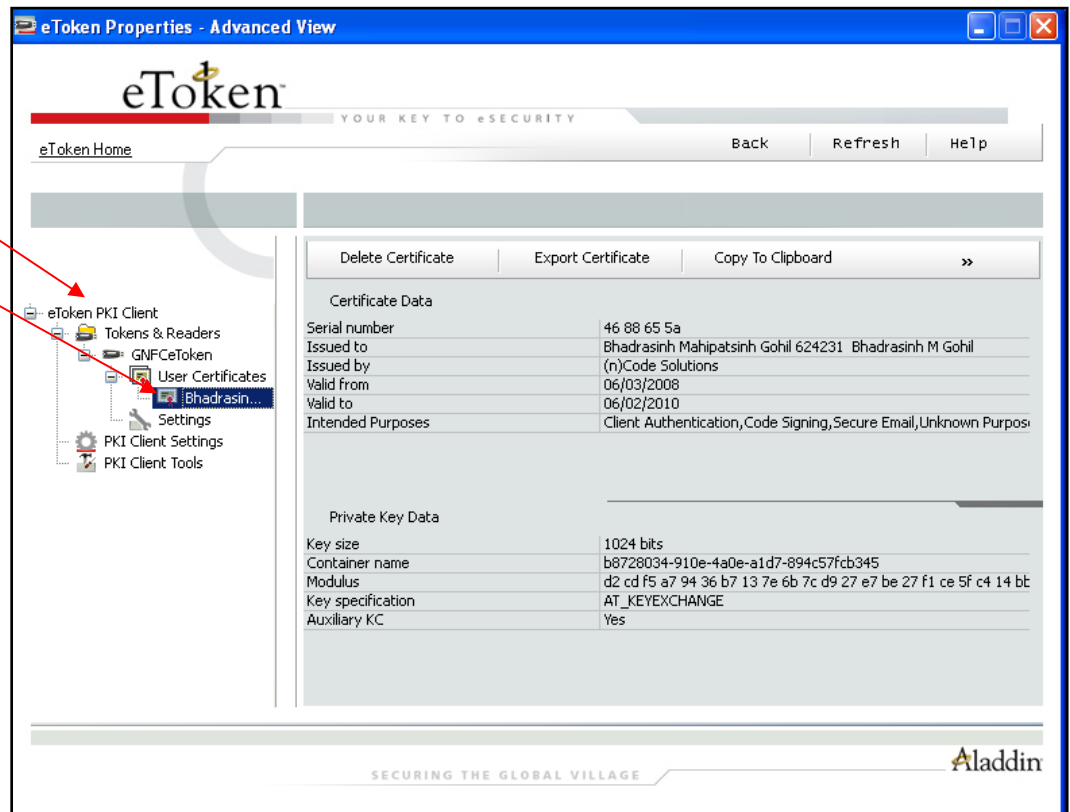 eToken Properties - Advanced View
eToken
YOUR KEY TO eSECURITY
eToken Home
Back Refresh Help
Delete Certificate Export Certificate Copy To Clipboard »
eToken PKI Client
Tokens & Readers
GNFCeToken
User Certificates
Bhadrasin...
Settings
PKI Client Settings
PKI Client Tools
Certificate Data
Serial number 46 88 65 5a
Issued to Bhadrasinh Mahipatsinh Gohil 624231 Bhadrasinh M Gohil
Issued by (n)Code Solutions
Valid from 06/03/2008
Valid to 06/02/2010
Intended Purposes Client Authentication,Code Signing,Secure Email,Unknown Purpos
Private Key Data
Key size 1024 bits
Container name b8728034-910e-4a0e-a1d7-894c57fcb345
Modulus d2 cd f5 a7 94 36 b7 13 7e 6b 7c d9 27 e7 be 27 f1 ce 5f c4 14 bb
Key specification AT_KEYEXCHANGE
Auxiliary KC Yes
SECURING THE GLOBAL VILLAGE
Aladdin